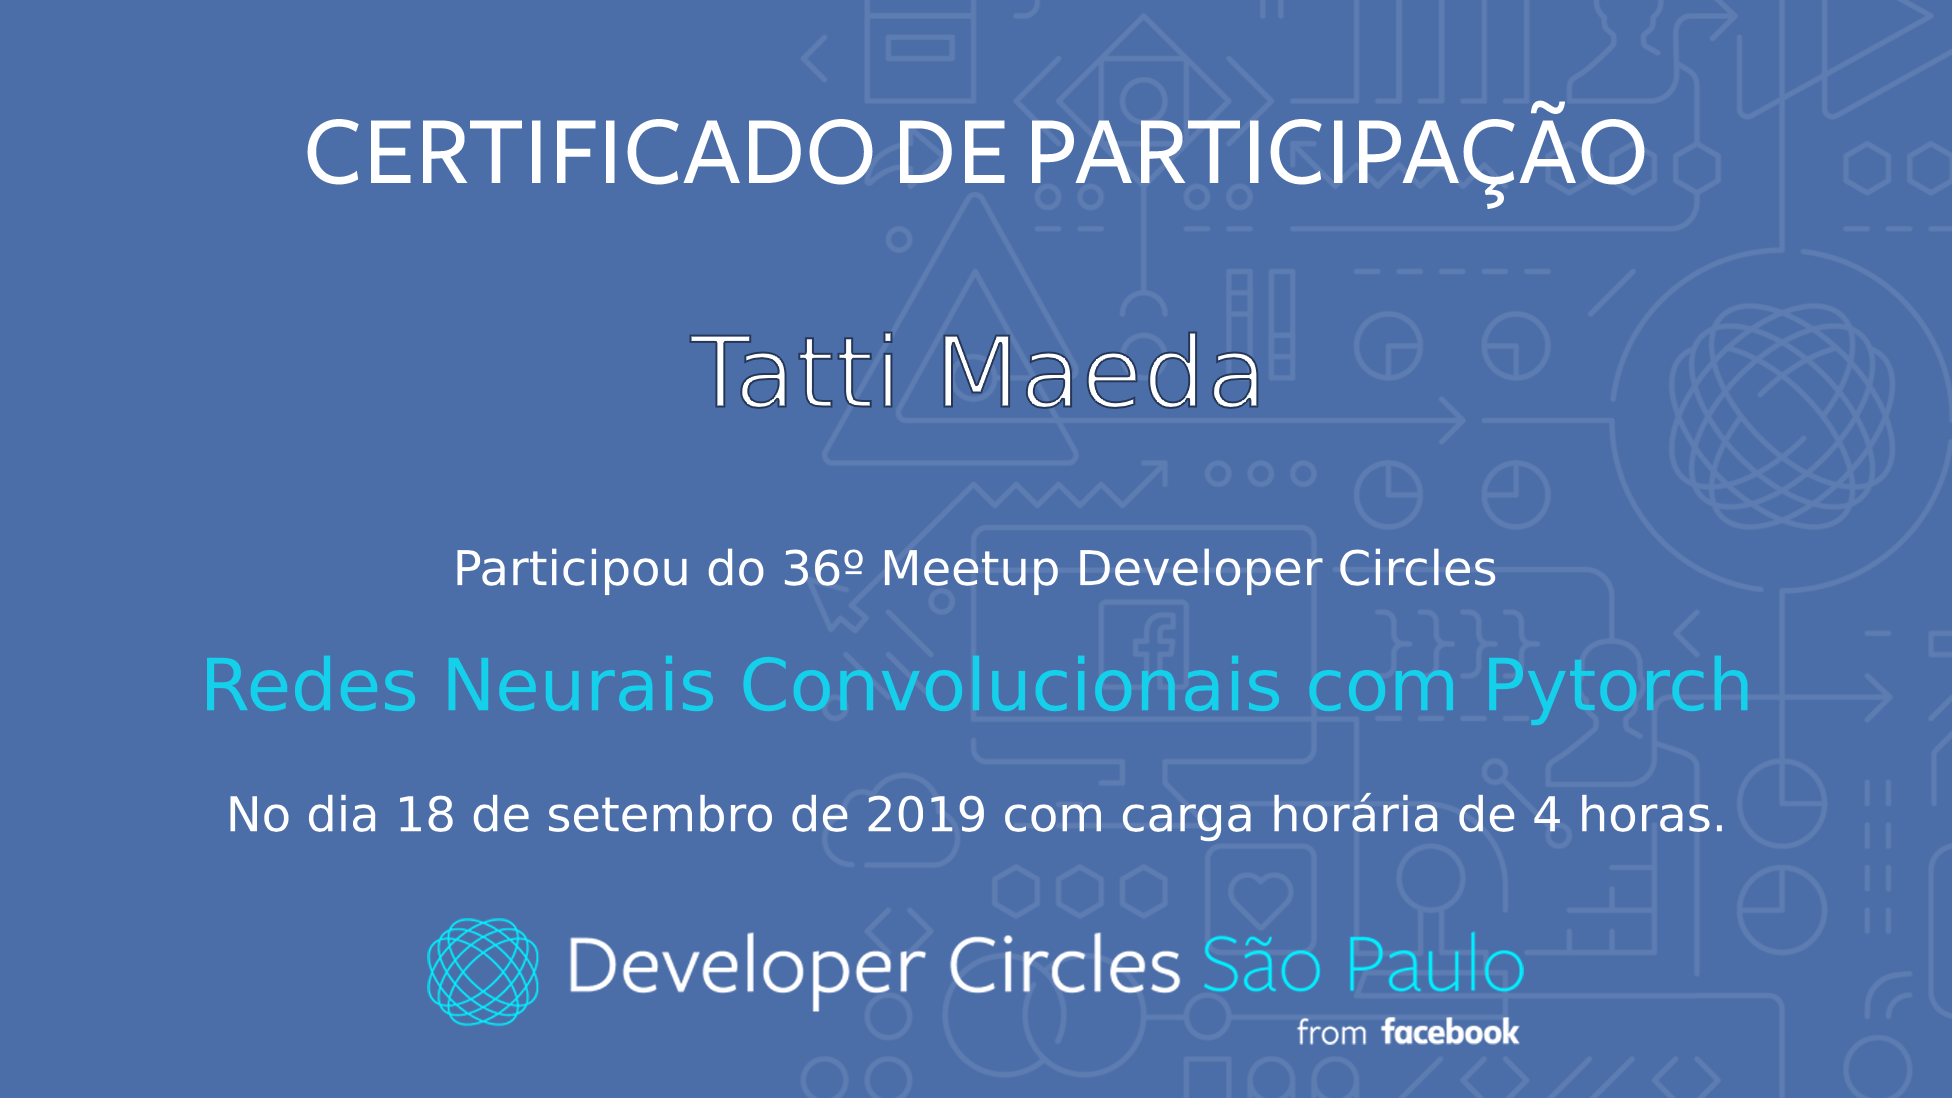 CERTIFICADO DE PARTICIPAÇÃO
Tatti Maeda
Participou do 36º Meetup Developer Circles
Redes Neurais Convolucionais com Pytorch
No dia 18 de setembro de 2019 com carga horária de 4 horas.
Developer Circles São Paulo
from facebook